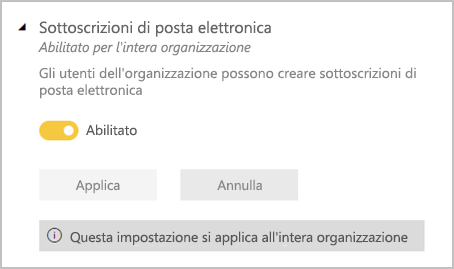 Sottoscrizioni di posta elettronica
Abilitato per l'intera organizzazione
Gli utenti dell'organizzazione possono creare sottoscrizioni di
posta elettronica
Abilitato
Applica
Annulla
Questa impostazione si applica all'intera organizzazione